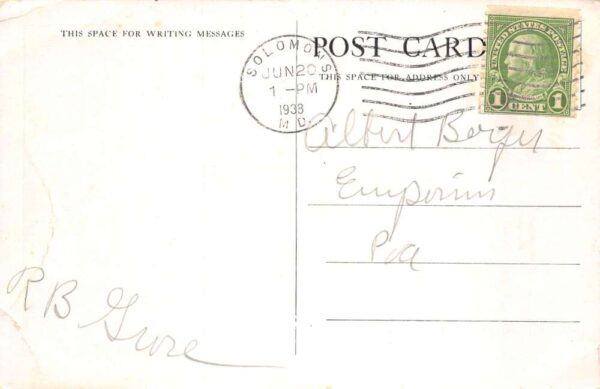 THIS SPACE FOR WRITING MESSAGES
POST CARD
THIS SPACE FOR ADDRESS ONLY
SOLOMONS
JUN 20
1 - PM
1938
MD.
UNITED STATES POSTAGE
1 CENT 1
Albert Berger
Emporium
Pa
R B